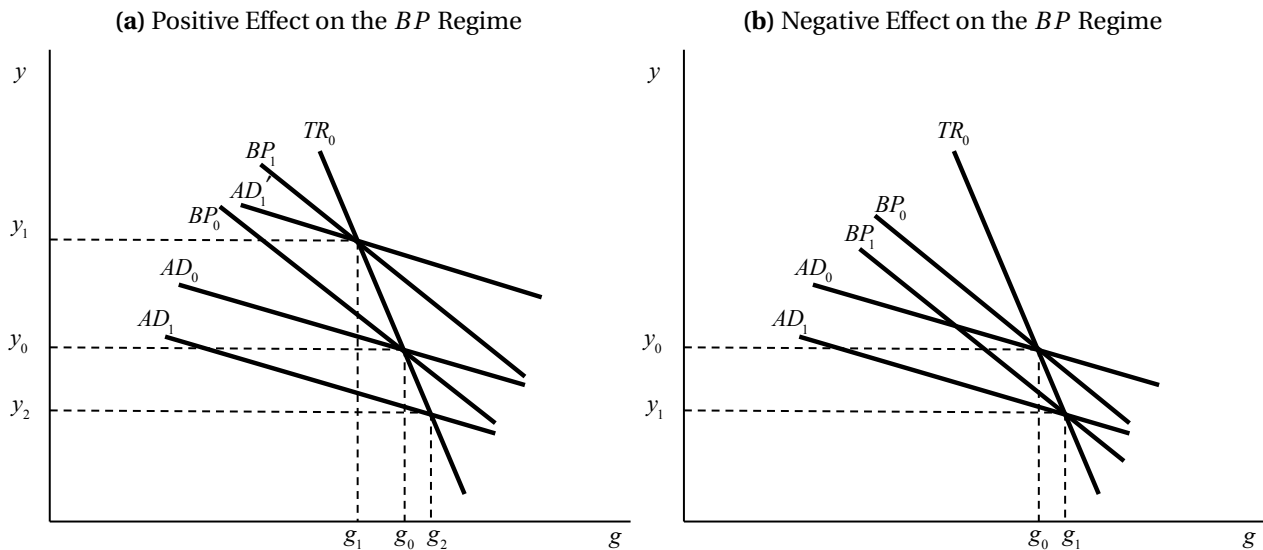 (a) Positive Effect on the BP Regime
y
TR₀
BP₁
AD₁′
BP₀
y₁
AD₀
AD₁
y₀
y₂
g₁ g₀ g₂ g
(b) Negative Effect on the BP Regime
y
TR₀
BP₀
BP₁
AD₀
AD₁
y₀
y₁
g₀ g₁ g